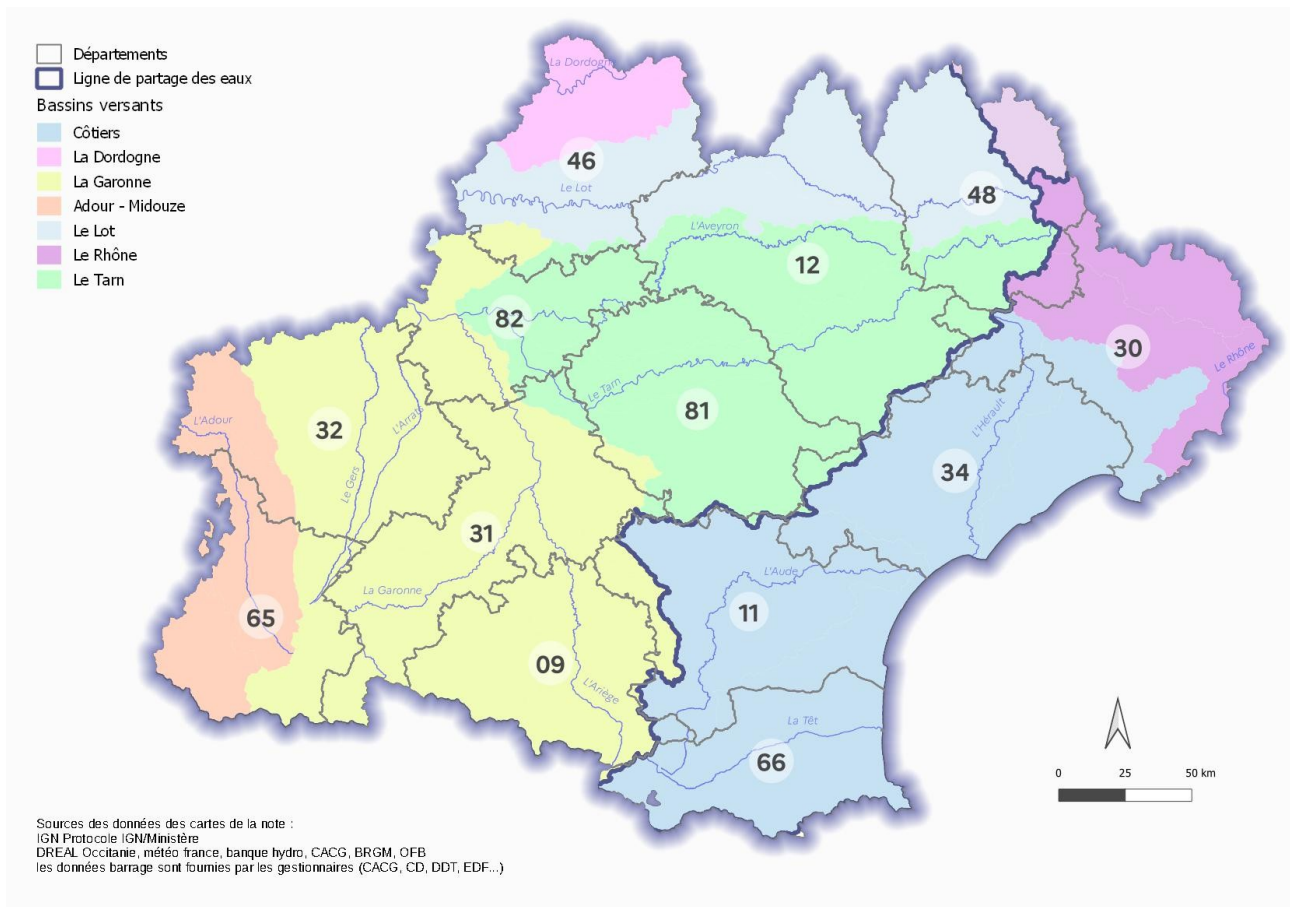 Départements
Ligne de partage des eaux
Bassins versants
Côtiers
La Dordogne
La Garonne
Adour - Midouze
Le Lot
Le Rhône
Le Tarn
La Dordogn
46
Le Lot
48
L'Aveyron
12
82
30
Le Rhône
Le Tarn
81
L'Adour
32
L'Arrats
L'Hérault
34
Le Gers
31
La Garonne
L'Aude
11
65
09
L'Ariège
La Têt
66
0 25 50 km
Sources des données des cartes de la note :
IGN Protocole IGN/Ministère
DREAL Occitanie, météo france, banque hydro, CACG, BRGM, OFB
les données barrage sont fournies par les gestionnaires (CACG, CD, DDT, EDF...)